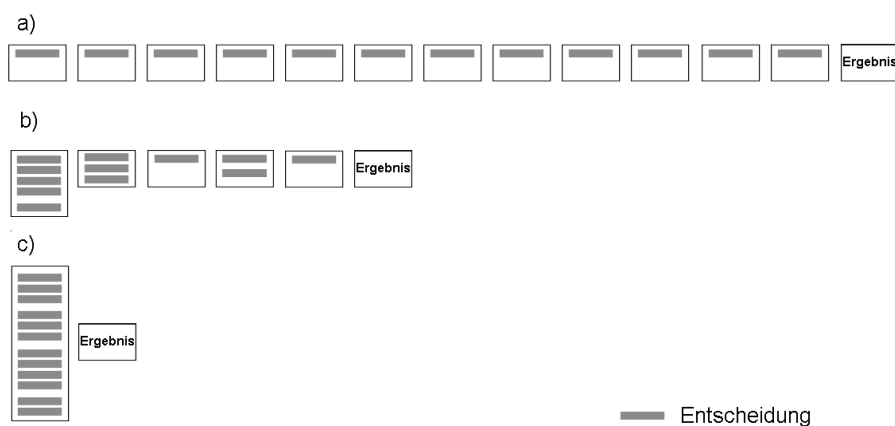 a)
Ergebnis
b)
Ergebnis
c)
Ergebnis
Entscheidung